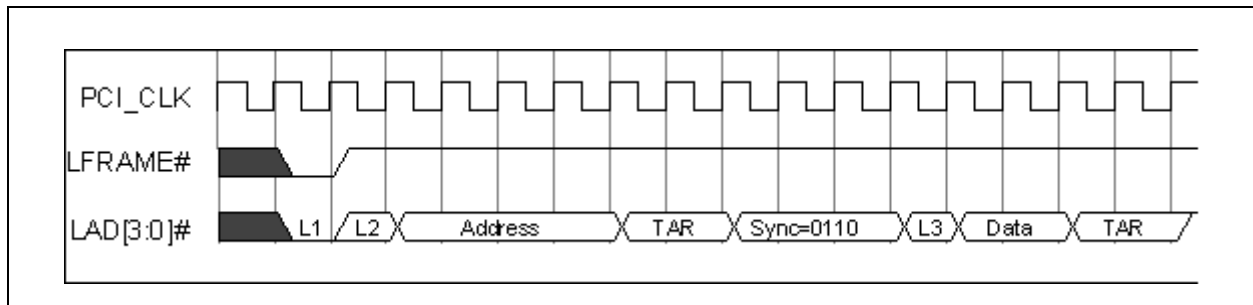 PCI_CLK
LFRAME#
LAD[3:0]# L1 L2 Address TAR Sync=0110 L3 Data TAR